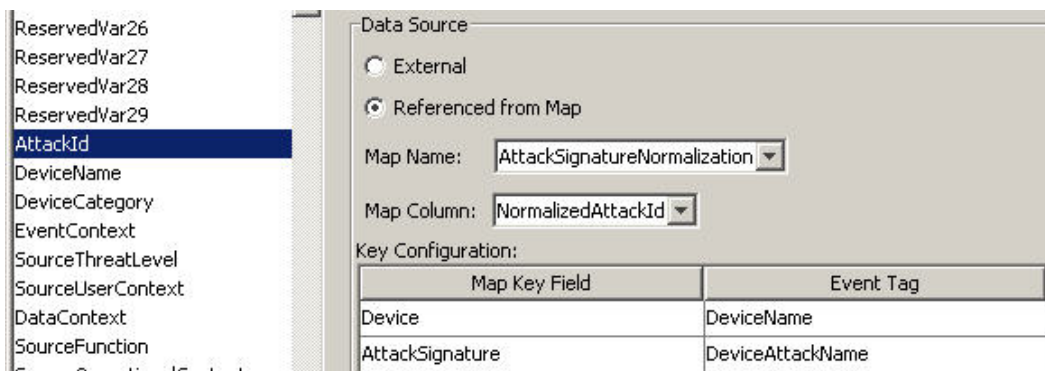 ReservedVar26
ReservedVar27
ReservedVar28
ReservedVar29
AttackId
DeviceName
DeviceCategory
EventContext
SourceThreatLevel
SourceUserContext
DataContext
SourceFunction
Data Source
External
Referenced from Map
Map Name: AttackSignatureNormalization
Map Column: NormalizedAttackId
Key Configuration:
Map Key Field Event Tag
Device DeviceName
AttackSignature DeviceAttackName